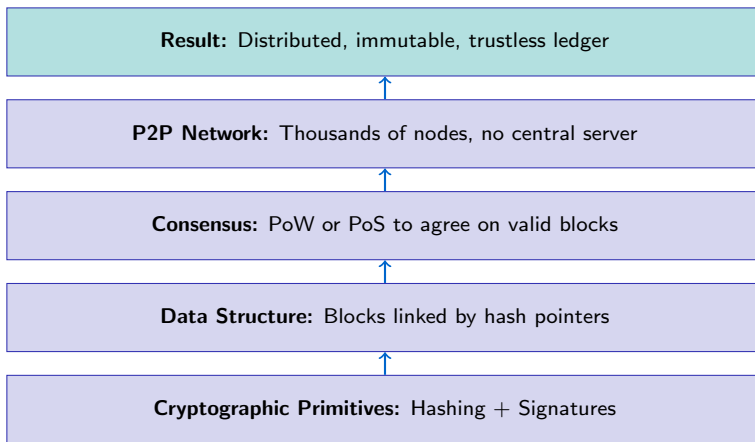 Result: Distributed, immutable, trustless ledger
P2P Network: Thousands of nodes, no central server
Consensus: PoW or PoS to agree on valid blocks
Data Structure: Blocks linked by hash pointers
Cryptographic Primitives: Hashing + Signatures